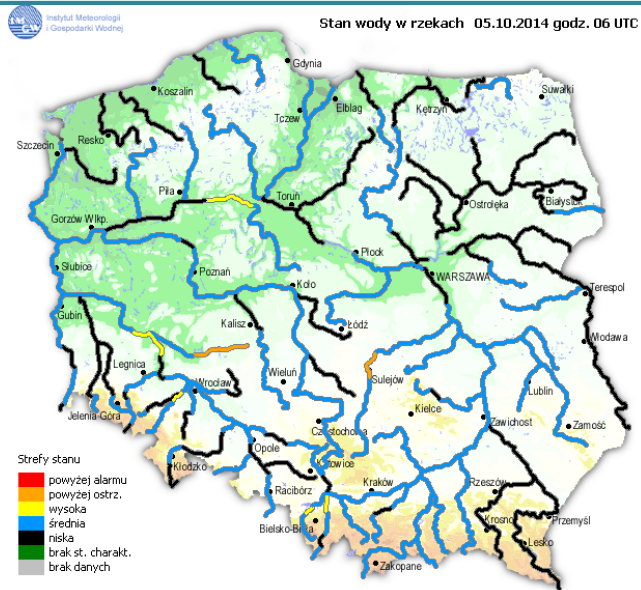 Instytut Meteorologii
i Gospodarki Wodnej
Stan wody w rzekach 05.10.2014 godz. 06 UTC
Gdynia
Koszalin
Suwałki
Tczew
Elbląg
Kętrzyn
Resko
Szczecin
Piła
Toruń
Ostrołęka
Białystok
Gorzów Wlkp.
Płock
Słubice
Poznań
WARSZAWA
Koło
Terespol
Gubin
Kalisz
Łódź
Włodawa
Legnica
Wrocław
Wieluń
Sulejów
Lublin
Jelenia Góra
Kielce
Zawichost
Zamość
Częstochowa
Opole
Kłodzko
Katowice
Racibórz
Kraków
Rzeszów
Bielsko-Biała
Krosno
Przemyśl
Lesko
Zakopane
Strefy stanu
powyżej alarmu
powyżej ostrz.
wysoka
średnia
niska
brak st. charakt.
brak danych